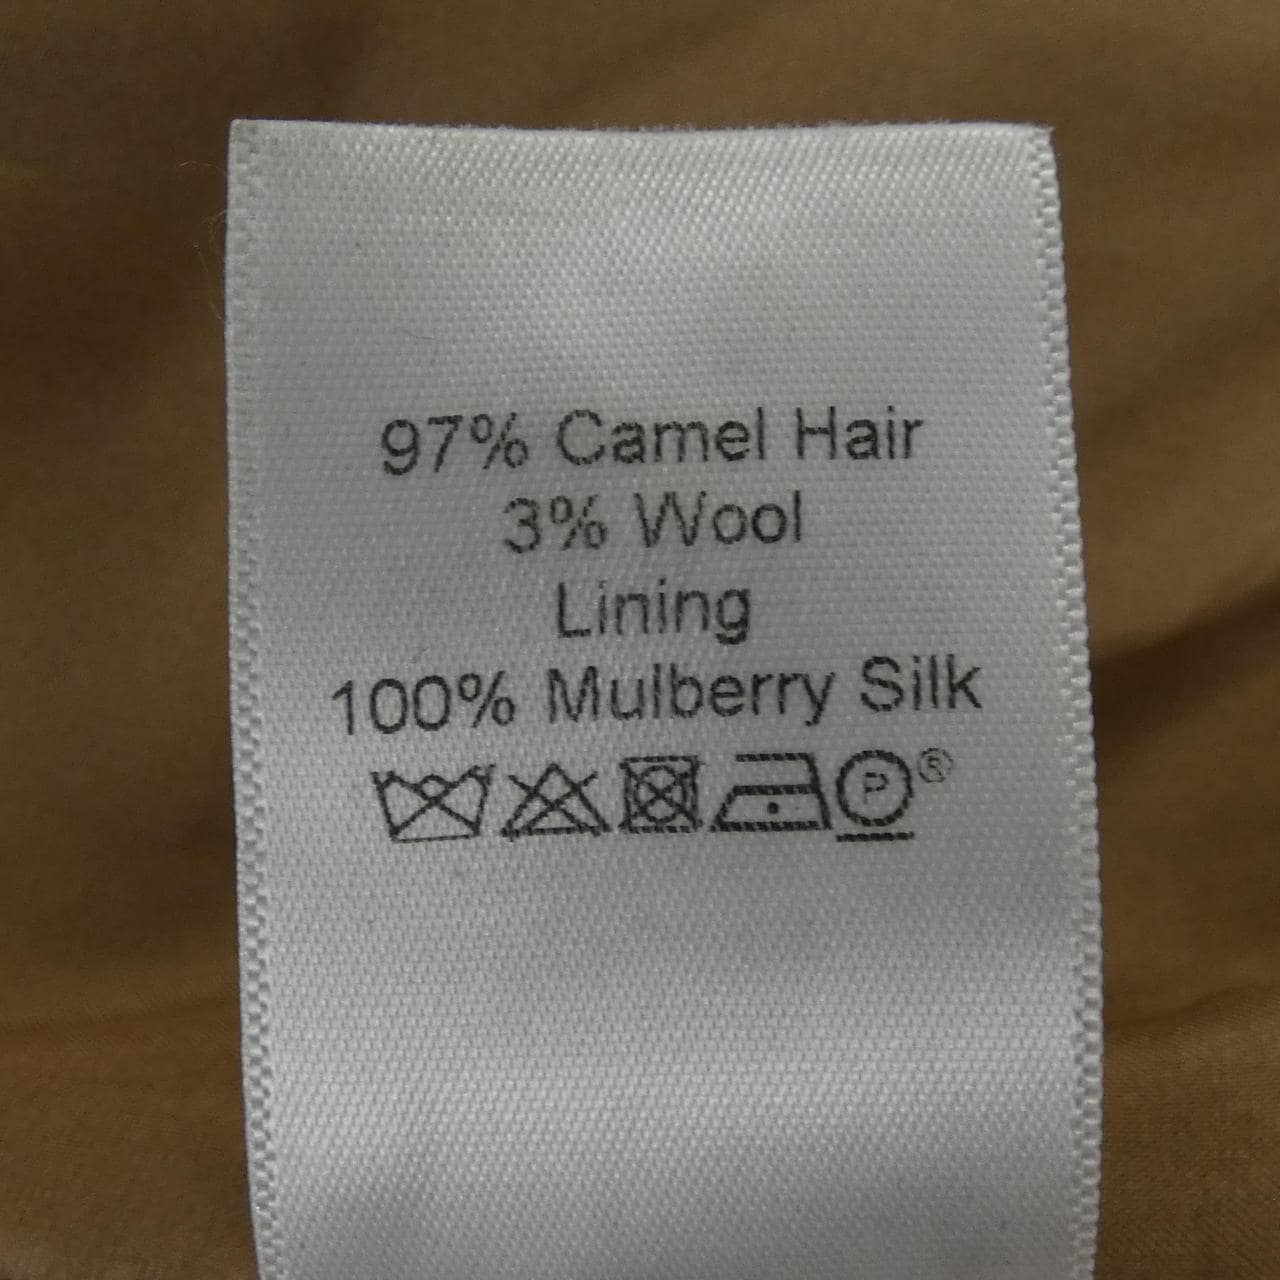 97% Camel Hair
3% Wool
Lining
100% Mulberry Silk
P ®